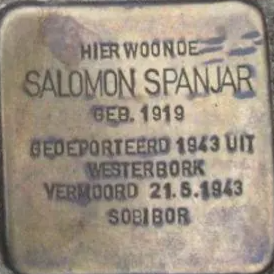 HIER WOONDE
SALOMON SPANJAR
GEB. 1919
GEDEPORTEERD 1943 UIT
WESTERBORK
VERMOORD 21.5.1943
SOBIBOR